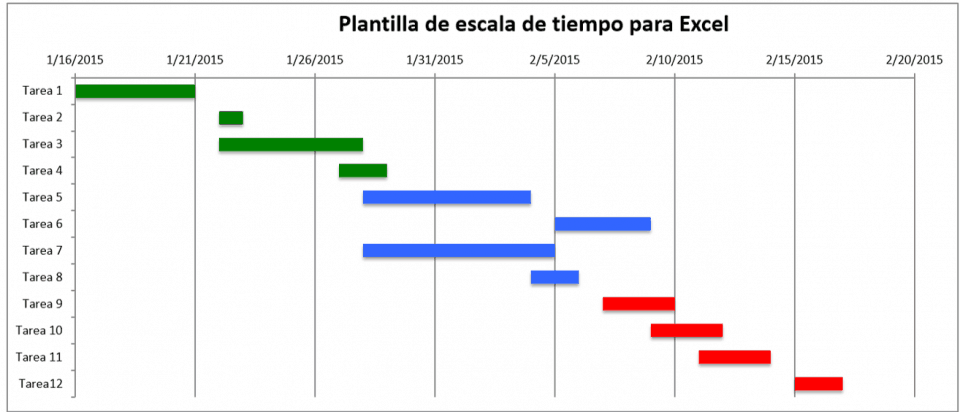 Plantilla de escala de tiempo para Excel
1/16/2015 1/21/2015 1/26/2015 1/31/2015 2/5/2015 2/10/2015 2/15/2015 2/20/2015
Tarea 1
Tarea 2
Tarea 3
Tarea 4
Tarea 5
Tarea 6
Tarea 7
Tarea 8
Tarea 9
Tarea 10
Tarea 11
Tarea12